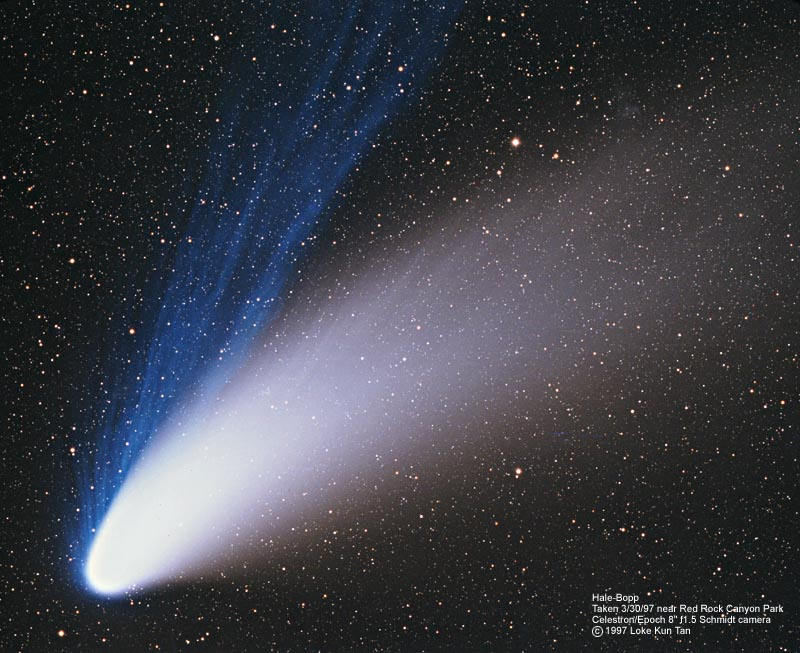 Hale-Bopp
Taken 3/30/97 near Red Rock Canyon Park
Celestron/Epoch 8" f1.5 Schmidt camera
© 1997 Loke Kun Tan